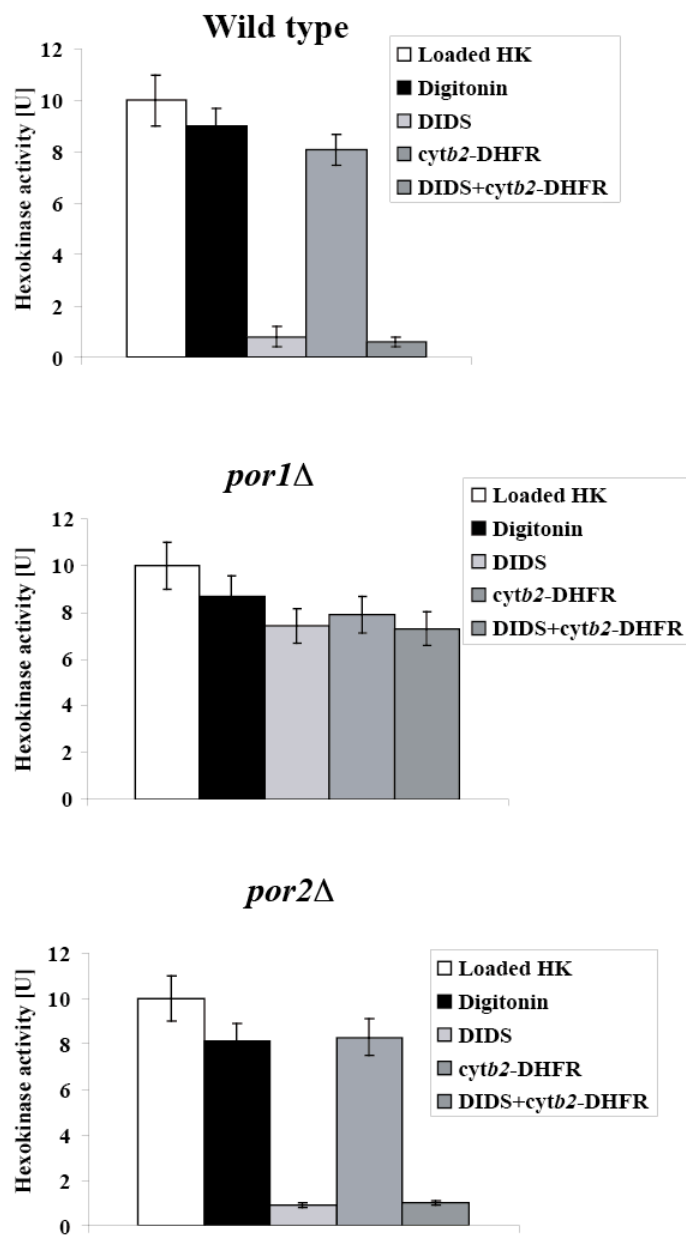 Wild type
Hexokinase activity [U]
12
10
8
6
4
2
0
Loaded HK
Digitonin
DIDS
cytb2-DHFR
DIDS+cytb2-DHFR
por1Δ
Hexokinase activity [U]
12
10
8
6
4
2
0
Loaded HK
Digitonin
DIDS
cytb2-DHFR
DIDS+cytb2-DHFR
por2Δ
Hexokinase activity [U]
12
10
8
6
4
2
0
Loaded HK
Digitonin
DIDS
cytb2-DHFR
DIDS+cytb2-DHFR